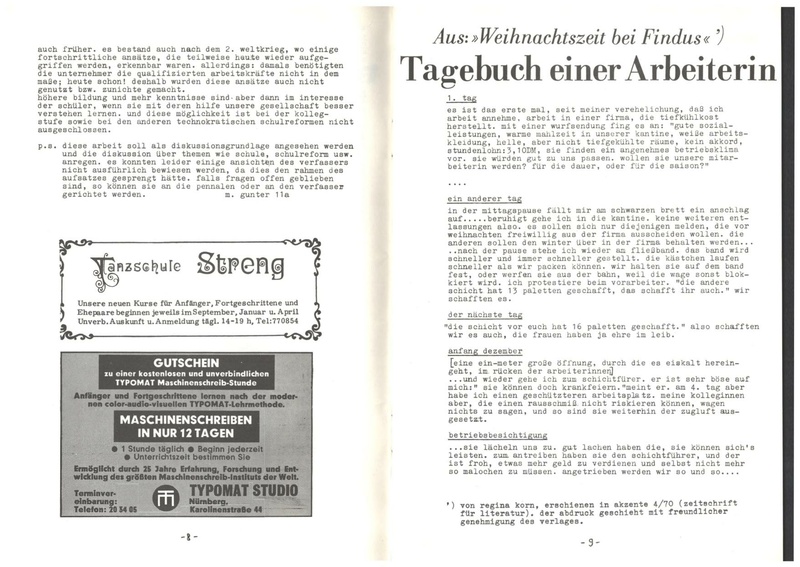 auch früher. es bestand auch nach dem 2. weltkrieg, wo einige
fortschrittliche ansätze, die teilweise heute wieder aufge-
griffen werden, erkennbar waren. allerdings: damals benötigten
die unternehmer die qualifizierten arbeitskräfte nicht in dem
maße; heute schon! deshalb wurden diese ansätze auch nicht
genutzt bzw. zunichte gemacht.
höhere bildung und mehr kenntnisse sind aber dann im interesse
der schüler, wenn sie mit deren hilfe unsere gesellschaft besser
verstehen lernen. und diese möglichkeit ist bei der kolleg-
stufe sowie bei den anderen technokratischen schulreformen nicht
ausgeschlossen.
p.s. diese arbeit soll als diskussionsgrundlage angesehen werden
und die diskussion über themen wie schule, schulreform usw.
anregen. es konnten leider einige ansichten des verfassers
nicht ausführlich bewiesen werden, da dies den rahmen des
aufsatzes gesprengt hätte. falls fragen offen geblieben
sind, so können sie an die pennalen oder an den verfasser
gerichtet werden. m. gunter 11a
Tanzschule Streng
Unsere neuen Kurse für Anfänger, Fortgeschrittene und
Ehepaare beginnen jeweils im September, Januar u. April
Unverb. Auskunft u. Anmeldung tägl. 14-19 h, Tel: 770854
GUTSCHEIN
zu einer kostenlosen und unverbindlichen
TYPOMAT Maschinenschreib-Stunde
Anfänger und Fortgeschrittene lernen nach der moder-
nen color-audio-visuellen TYPOMAT-Lehrmethode.
MASCHINENSCHREIBEN
IN NUR 12 TAGEN
● 1 Stunde täglich ● Beginn jederzeit
● Unterrichtszeit bestimmen Sie
Ermöglicht durch 25 Jahre Erfahrung, Forschung und Ent-
wicklung des größten Maschinenschreib-Instituts der Welt.
Terminver-
einbarung:
Telefon: 20 54 05
TYPOMAT STUDIO
Nürnberg,
Karolinenstraße 44
-8-
Aus: »Weihnachtszeit bei Findus« ')
Tagebuch einer Arbeiterin
1. tag
es ist das erste mal, seit meiner verehelichung, daß ich
arbeit annehme. arbeit in einer firma, die tiefkühlkost
herstellt. mit einer wurfsendung fing es an: "gute sozial-
leistungen, warme mahlzeit in unserer kantine, weiße arbeits-
kleidung, helle, aber nicht tiefgekühlte räume, kein akkord,
stundenlohn:3,10DM, sie finden ein angenehmes betriebsklima
vor. sie würden gut zu uns passen. wollen sie unsere mitar-
beiterin werden? für die dauer, oder für die saison?"
....
ein anderer tag
in der mittagspause fällt mir am schwarzen brett ein anschlag
auf.....beruhigt gehe ich in die kantine. keine weiteren ent-
lassungen also. es sollen sich nur diejenigen melden, die vor
weihnachten freiwillig aus der firma ausscheiden wollen. die
anderen sollen den winter über in der firma behalten werden...
..nach der pause stehe ich wieder am fließband. das band wird
schneller und immer schneller gestellt. die kästchen laufen
schneller als wir packen können. wir halten sie auf dem band
fest, oder werfen sie aus der bahn, weil die wage sonst blok-
kiert wird. ich protestiere beim vorarbeiter. "die andere
schicht hat 13 paletten geschafft, das schafft ihr auch." wir
schafften es.
der nächste tag
"die schicht vor euch hat 16 paletten geschafft." also schafften
wir es auch, die frauen haben ja ehre im leib.
anfang dezember
[eine ein-meter große öffnung, durch die es eiskalt herein-
geht, im rücken der arbeiterinnen]
...und wieder gehe ich zum schichtfürer. er ist sehr böse auf
mich:" sie können doch krankfeiern."meint er. am 4. tag aber
habe ich einen geschützteren arbeitsplatz. meine kolleginnen
aber, die einen rausschmiß nicht riskieren können, wagen
nichts zu sagen, und so sind sie weiterhin der zugluft aus-
gesetzt.
betriebsbesichtigung
...sie lächeln uns zu. gut lachen haben die, sie können sich's
leisten. zum antreiben haben sie den schichtführer, und der
ist froh, etwas mehr geld zu verdienen und selbst nicht mehr
so malochen zu müssen. angetrieben werden wir so und so....
') von regina korn, erschienen in akzente 4/70 (zeitschrift
für literatur). der abdruck geschieht mit freundlicher
genehmigung des verlages.
-9-